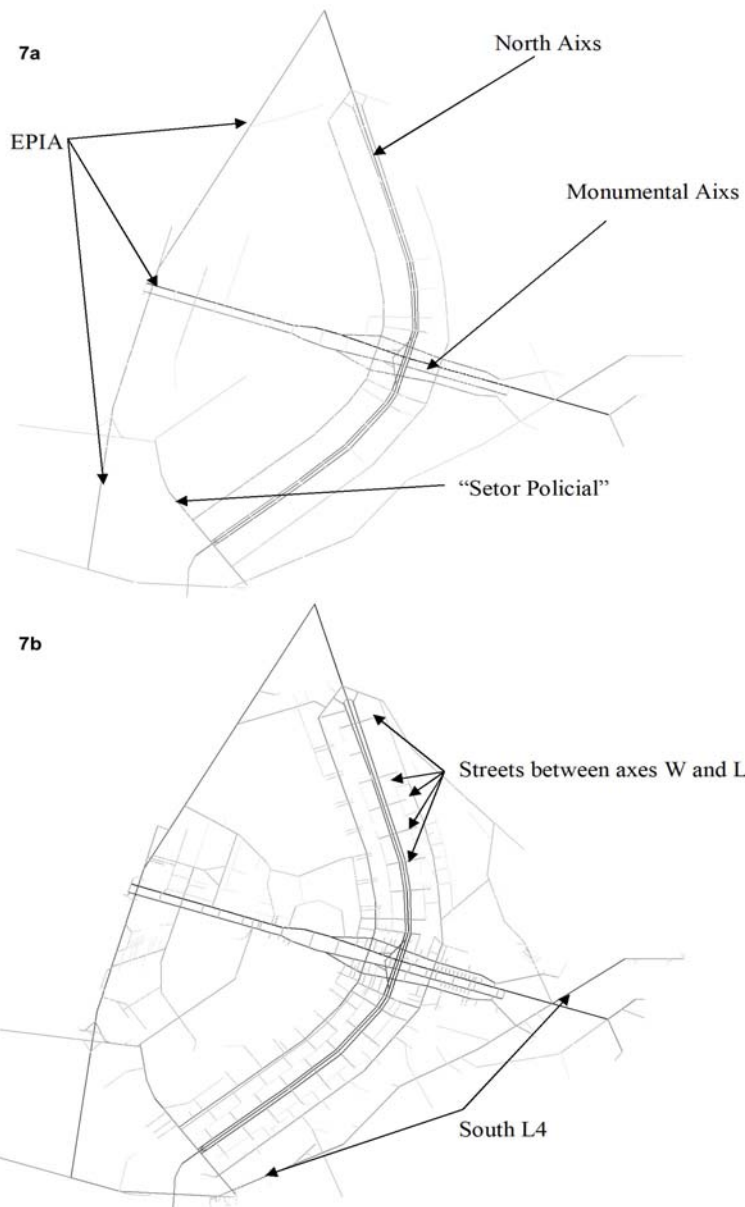 7a
North Aixs
EPIA
Monumental Aixs
“Setor Policial”
7b
Streets between axes W and L
South L4